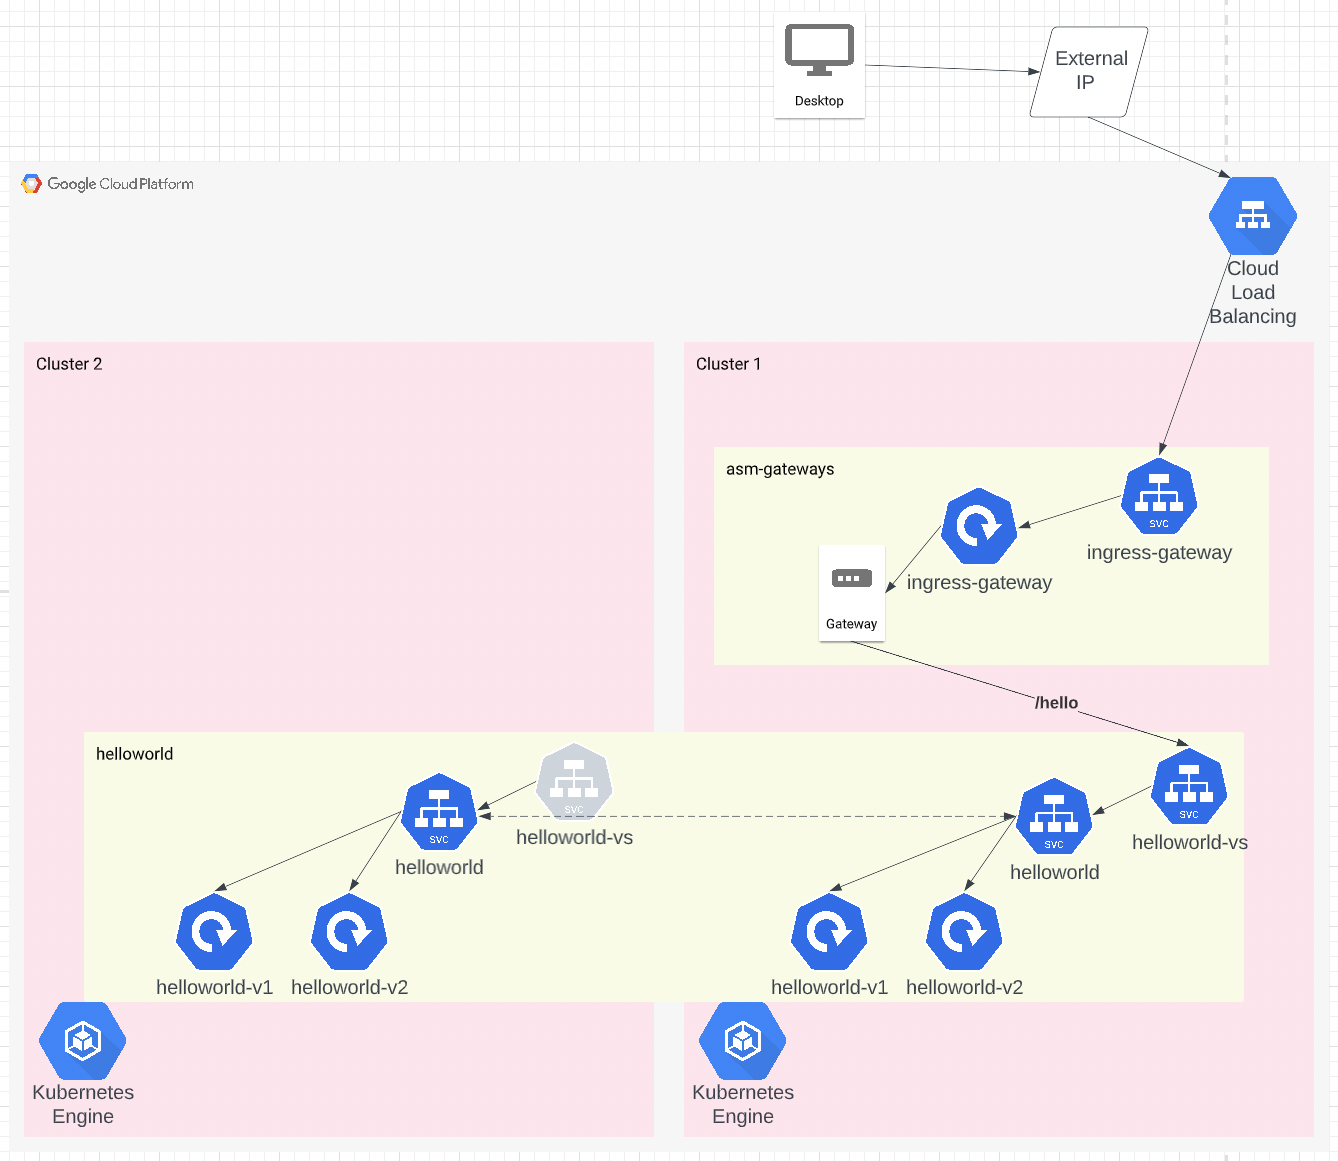 Desktop
External
IP
Google Cloud Platform
Cloud
Load
Balancing
Cluster 2
Cluster 1
asm-gateways
svc
ingress-gateway
ingress-gateway
Gateway
/hello
helloworld
svc
helloworld-vs
svc
helloworld
svc
helloworld-vs
svc
helloworld
helloworld-v1
helloworld-v2
helloworld-v1
helloworld-v2
Kubernetes
Engine
Kubernetes
Engine